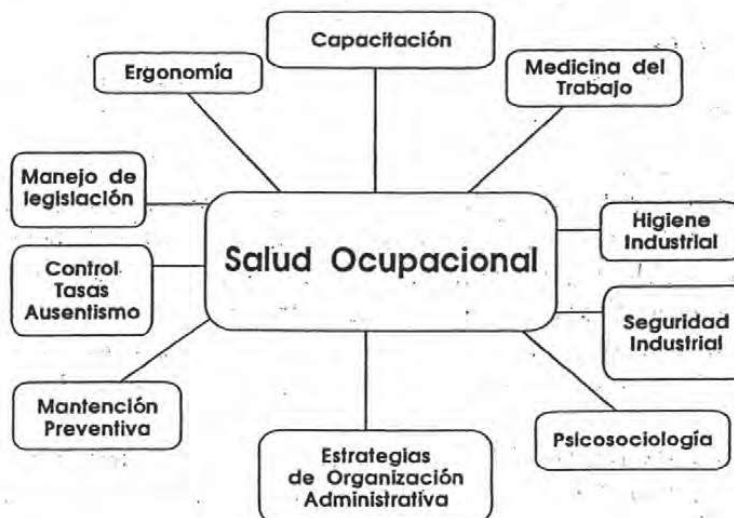 Capacitación
Ergonomía
Medicina del
Trabajo
Manejo de
legislación
Salud Ocupacional
Higiene
Industrial
Control
Tasas
Ausentismo
Seguridad
Industrial
Mantención
Preventiva
Estrategias
de Organización
Administrativa
Psicosociología